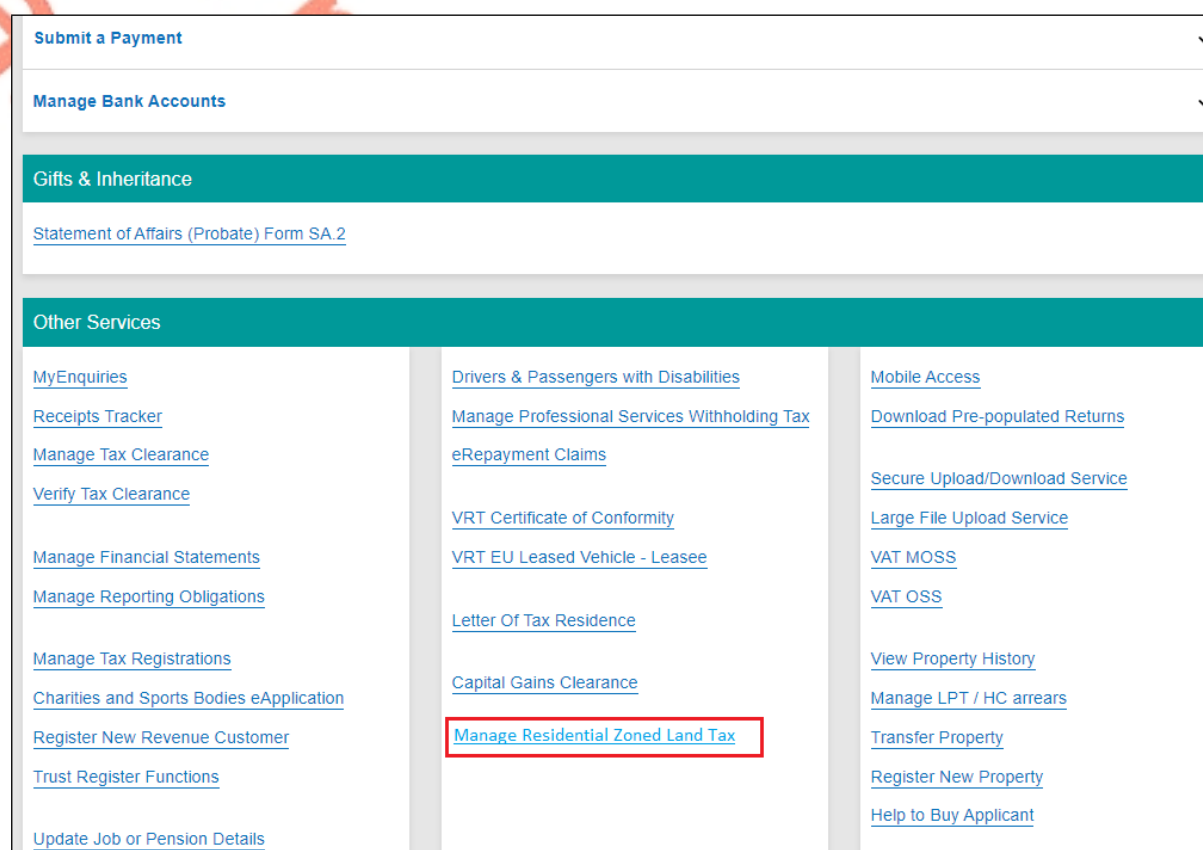 Submit a Payment
Manage Bank Accounts
Gifts & Inheritance
Statement of Affairs (Probate) Form SA.2
Other Services
MyEnquiries
Receipts Tracker
Manage Tax Clearance
Verify Tax Clearance
Manage Financial Statements
Manage Reporting Obligations
Manage Tax Registrations
Charities and Sports Bodies eApplication
Register New Revenue Customer
Trust Register Functions
Update Job or Pension Details
Drivers & Passengers with Disabilities
Manage Professional Services Withholding Tax
eRepayment Claims
VRT Certificate of Conformity
VRT EU Leased Vehicle - Leasee
Letter Of Tax Residence
Capital Gains Clearance
Manage Residential Zoned Land Tax
Mobile Access
Download Pre-populated Returns
Secure Upload/Download Service
Large File Upload Service
VAT MOSS
VAT OSS
View Property History
Manage LPT / HC arrears
Transfer Property
Register New Property
Help to Buy Applicant